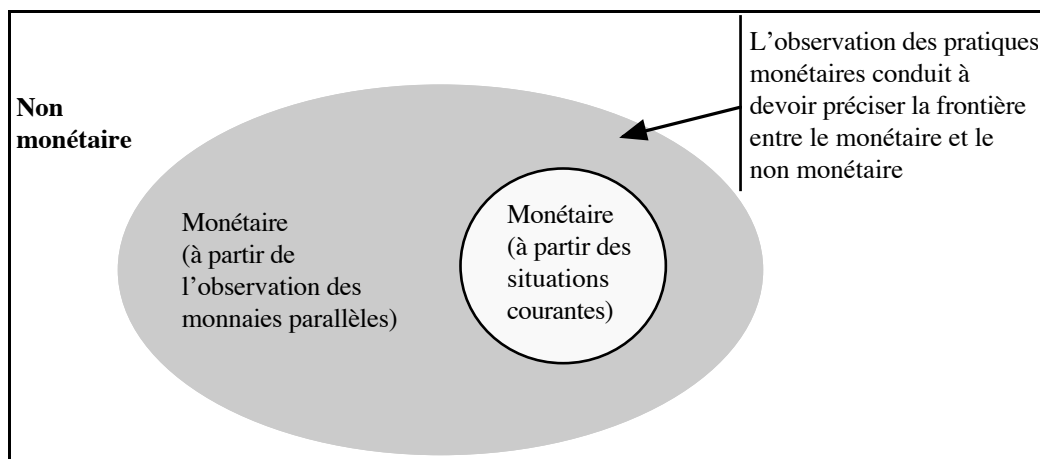 Non
monétaire
L’observation des pratiques
monétaires conduit à
devoir préciser la frontière
entre le monétaire et le
non monétaire
Monétaire
(à partir de
l’observation des
monnaies parallèles)
Monétaire
(à partir des
situations
courantes)